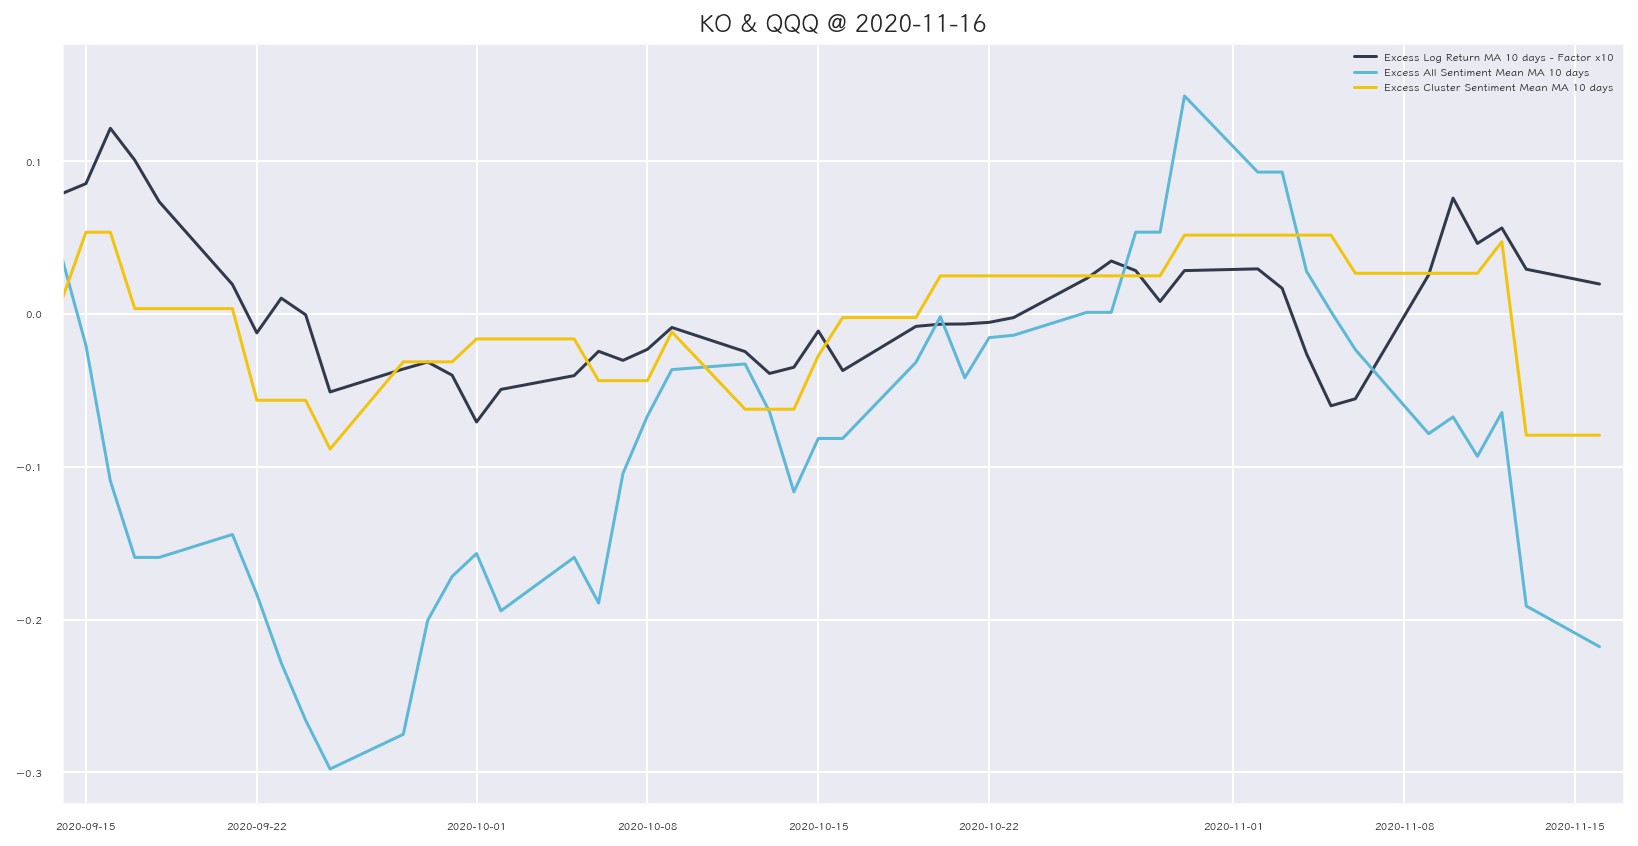 KO & QQQ @ 2020-11-16
Excess Log Return MA 10 days - Factor x10
Excess All Sentiment Mean MA 10 days
Excess Cluster Sentiment Mean MA 10 days
0.1
0.0
−0.1
−0.2
−0.3
2020-09-15 2020-09-22 2020-10-01 2020-10-08 2020-10-15 2020-10-22 2020-11-01 2020-11-08 2020-11-15